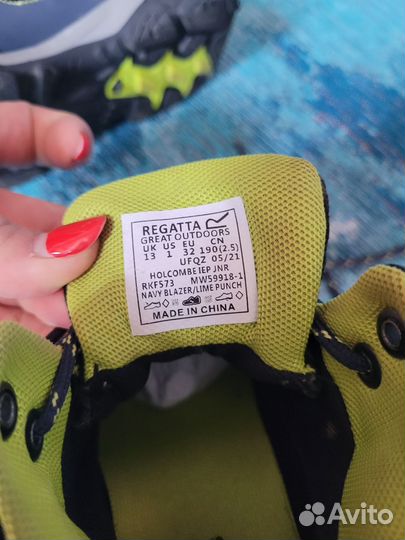 REGATTA
GREAT OUTDOORS
UK US EU CN
13 1 32 190(2.5)
UFQZ 05/21
HOLCOMBE IEP JNR
RKF573 MW59918-1
NAVY BLAZER/LIME PUNCH
MADE IN CHINA
Avito